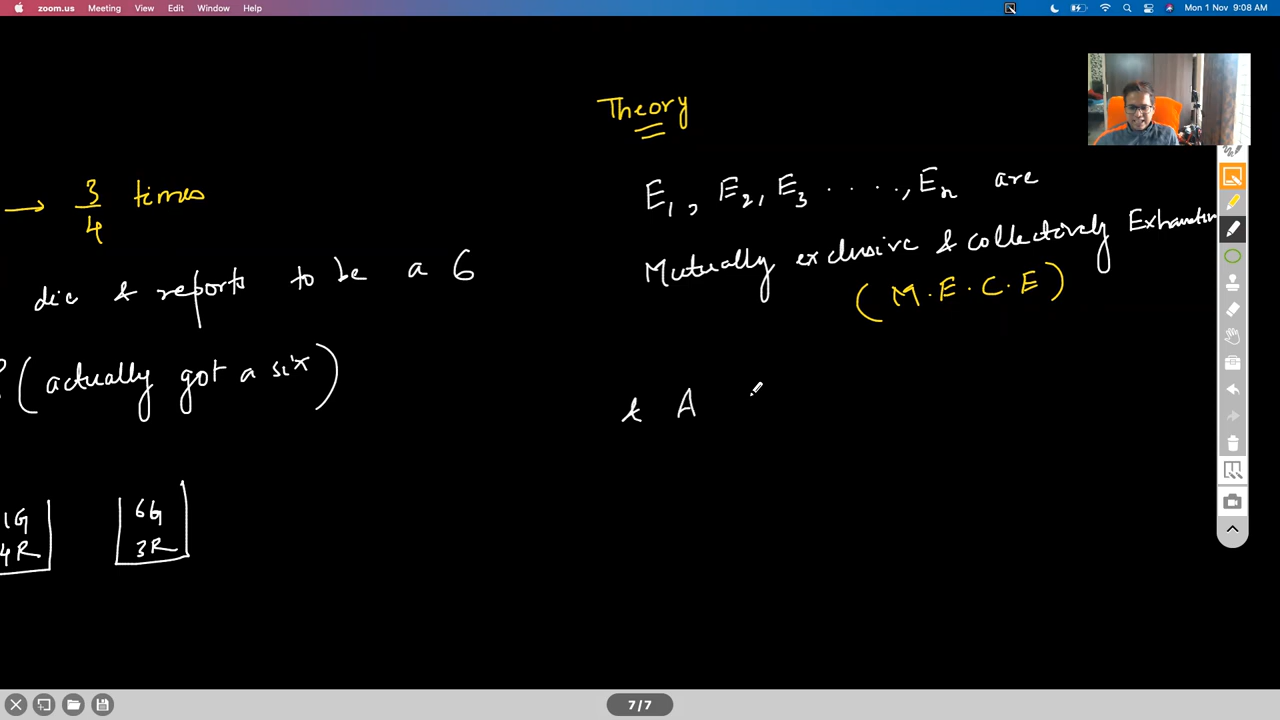 zoom.us Meeting View Edit Window Help
Mon 1 Nov 9:08 AM
→ 3/4 times
die & reports to be a 6
(actually got a six)
1G
4R
6G
3R
Theory
E1, E2, E3 ....., En are
Mutually exclusive & collectively Exhaustive
(M.E.C.E)
& A
7/7